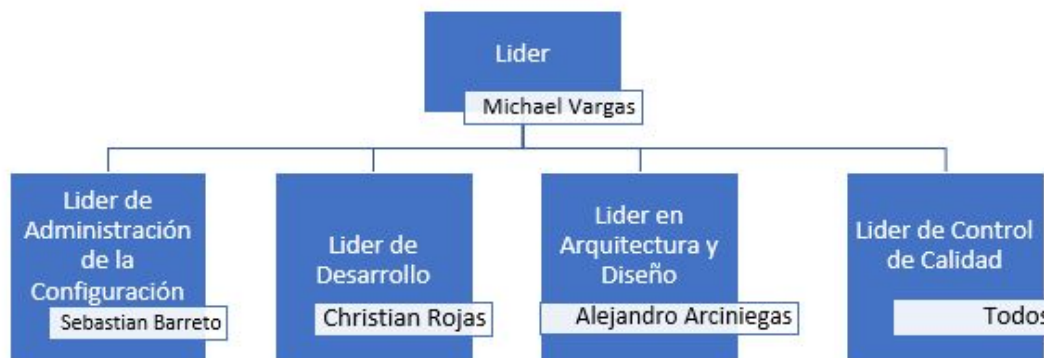 Lider
Michael Vargas
Lider de
Administración
de la
Configuración
Sebastian Barreto
Lider de
Desarrollo
Christian Rojas
Lider en
Arquitectura y
Diseño
Alejandro Arciniegas
Lider de Control
de Calidad
Todos